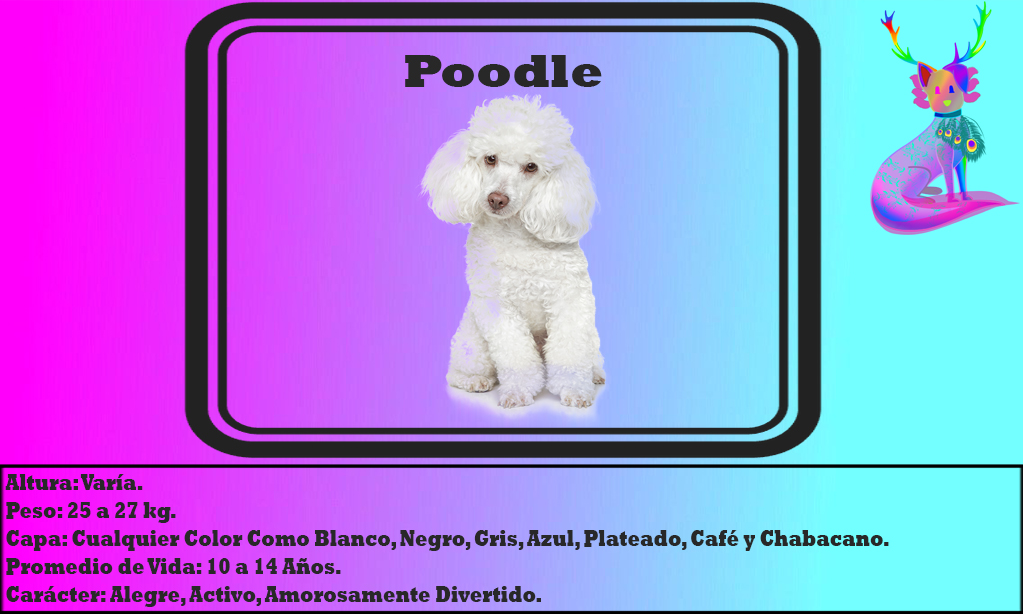 Poodle
Altura: Varía.
Peso: 25 a 27 kg.
Capa: Cualquier Color Como Blanco, Negro, Gris, Azul, Plateado, Café y Chabacano.
Promedio de Vida: 10 a 14 Años.
Carácter: Alegre, Activo, Amorosamente Divertido.